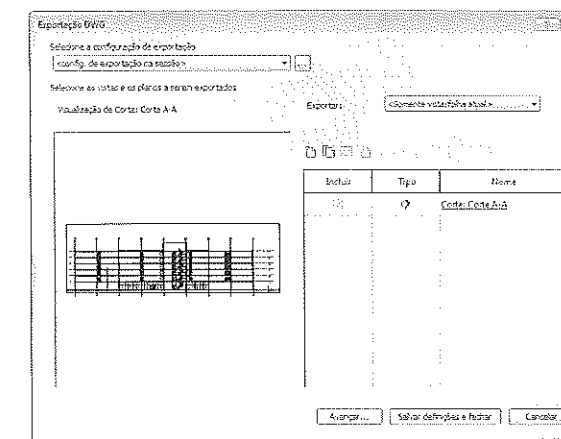 Exportação DWG
Selecione a configuração de exportação
<config. de exportação na sessão>
Selecione as vistas e os planos a serem exportados
Visualização de Corte: Corte A-A
Exportar:
<Somente vista/folha atual>
Incluir
Tipo
Nome
Corte: Corte A-A
Avançar...
Salvar definições e fechar
Cancelar